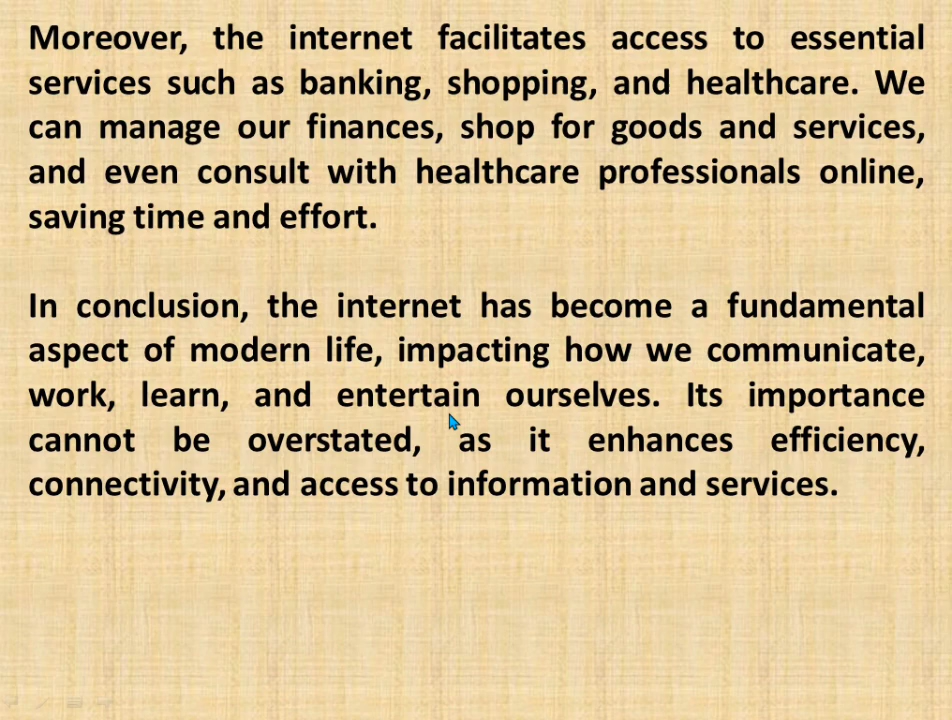 Moreover, the internet facilitates access to essential
services such as banking, shopping, and healthcare. We
can manage our finances, shop for goods and services,
and even consult with healthcare professionals online,
saving time and effort.
In conclusion, the internet has become a fundamental
aspect of modern life, impacting how we communicate,
work, learn, and entertain ourselves. Its importance
cannot be overstated, as it enhances efficiency,
connectivity, and access to information and services.